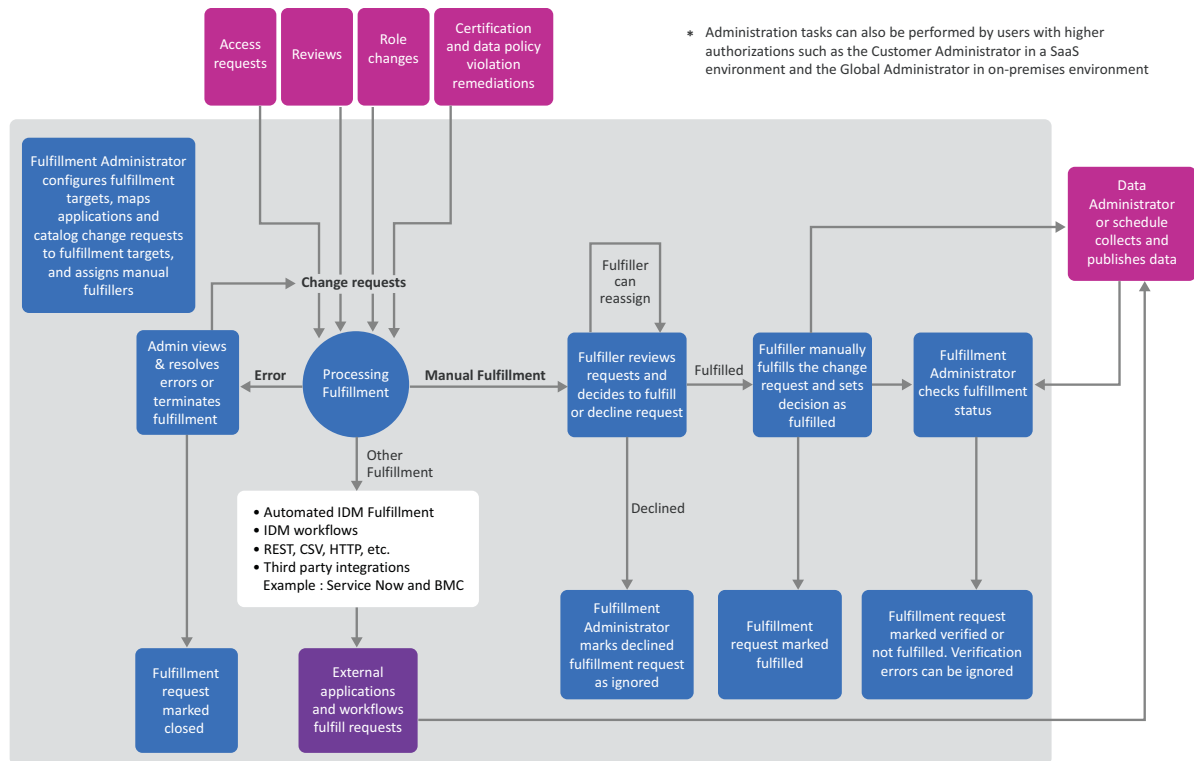 Access
requests
Reviews
Role
changes
Certification
and data policy
violation
remediations
* Administration tasks can also be performed by users with higher
authorizations such as the Customer Administrator in a SaaS
environment and the Global Administrator in on-premises environment
Fulfillment Administrator
configures fulfillment
targets, maps
applications and
catalog change requests
to fulfillment targets,
and assigns manual
fulfillers
Data
Administrator
or schedule
collects and
publishes data
Change requests
Fulfiller
can
reassign
Admin views
& resolves
errors or
terminates
fulfillment
Error
Processing
Fulfillment
Manual Fulfillment
Fulfiller reviews
requests and
decides to fulfill
or decline request
Fulfilled
Fulfiller manually
fulfills the change
request and sets
decision as
fulfilled
Fulfillment
Administrator
checks fulfillment
status
Other
Fulfillment
• Automated IDM Fulfillment
• IDM workflows
• REST, CSV, HTTP, etc.
• Third party integrations
Example : Service Now and BMC
Declined
Fulfillment
request
marked
closed
External
applications
and workflows
fulfill requests
Fulfillment
Administrator
marks declined
fulfillment request
as ignored
Fulfillment
request marked
fulfilled
Fulfillment request
marked verified or
not fulfilled. Verification
errors can be ignored